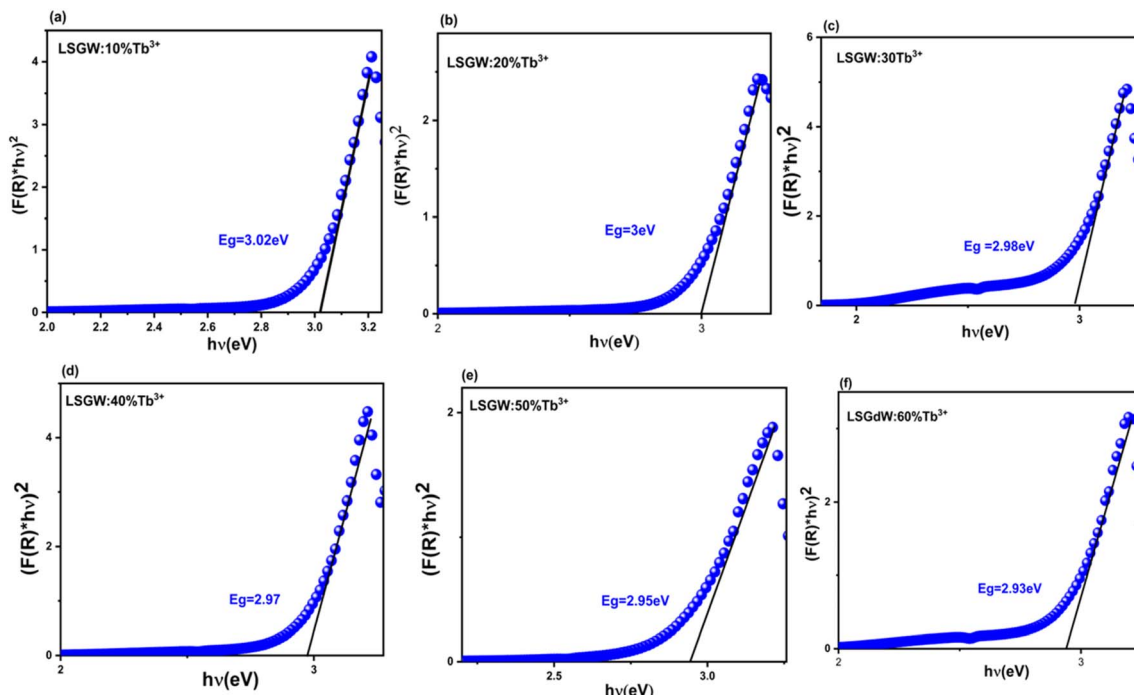 (a)
LSGW:10%Tb³⁺
(F(R)*hν)²
4
3
2
1
0
Eg=3.02eV
2.0 2.2 2.4 2.6 2.8 3.0 3.2
hν(eV)
(b)
LSGW:20%Tb³⁺
(F(R)*hν)²
2
1
0
Eg=3eV
2 3
hν(eV)
(c)
LSGW:30Tb³⁺
(F(R)*hν)²
6
5
4
3
2
1
0
Eg =2.98eV
2 3
hν(eV)
(d)
LSGW:40%Tb³⁺
(F(R)*hν)²
4
2
0
Eg=2.97
2 3
hν(eV)
(e)
LSGW:50%Tb³⁺
(F(R)*hν)²
2
0
Eg=2.95eV
2.5 3.0
hν(eV)
(f)
LSGdW:60%Tb³⁺
(F(R)*hν)²
2
0
Eg=2.93eV
2 3
hν(eV)